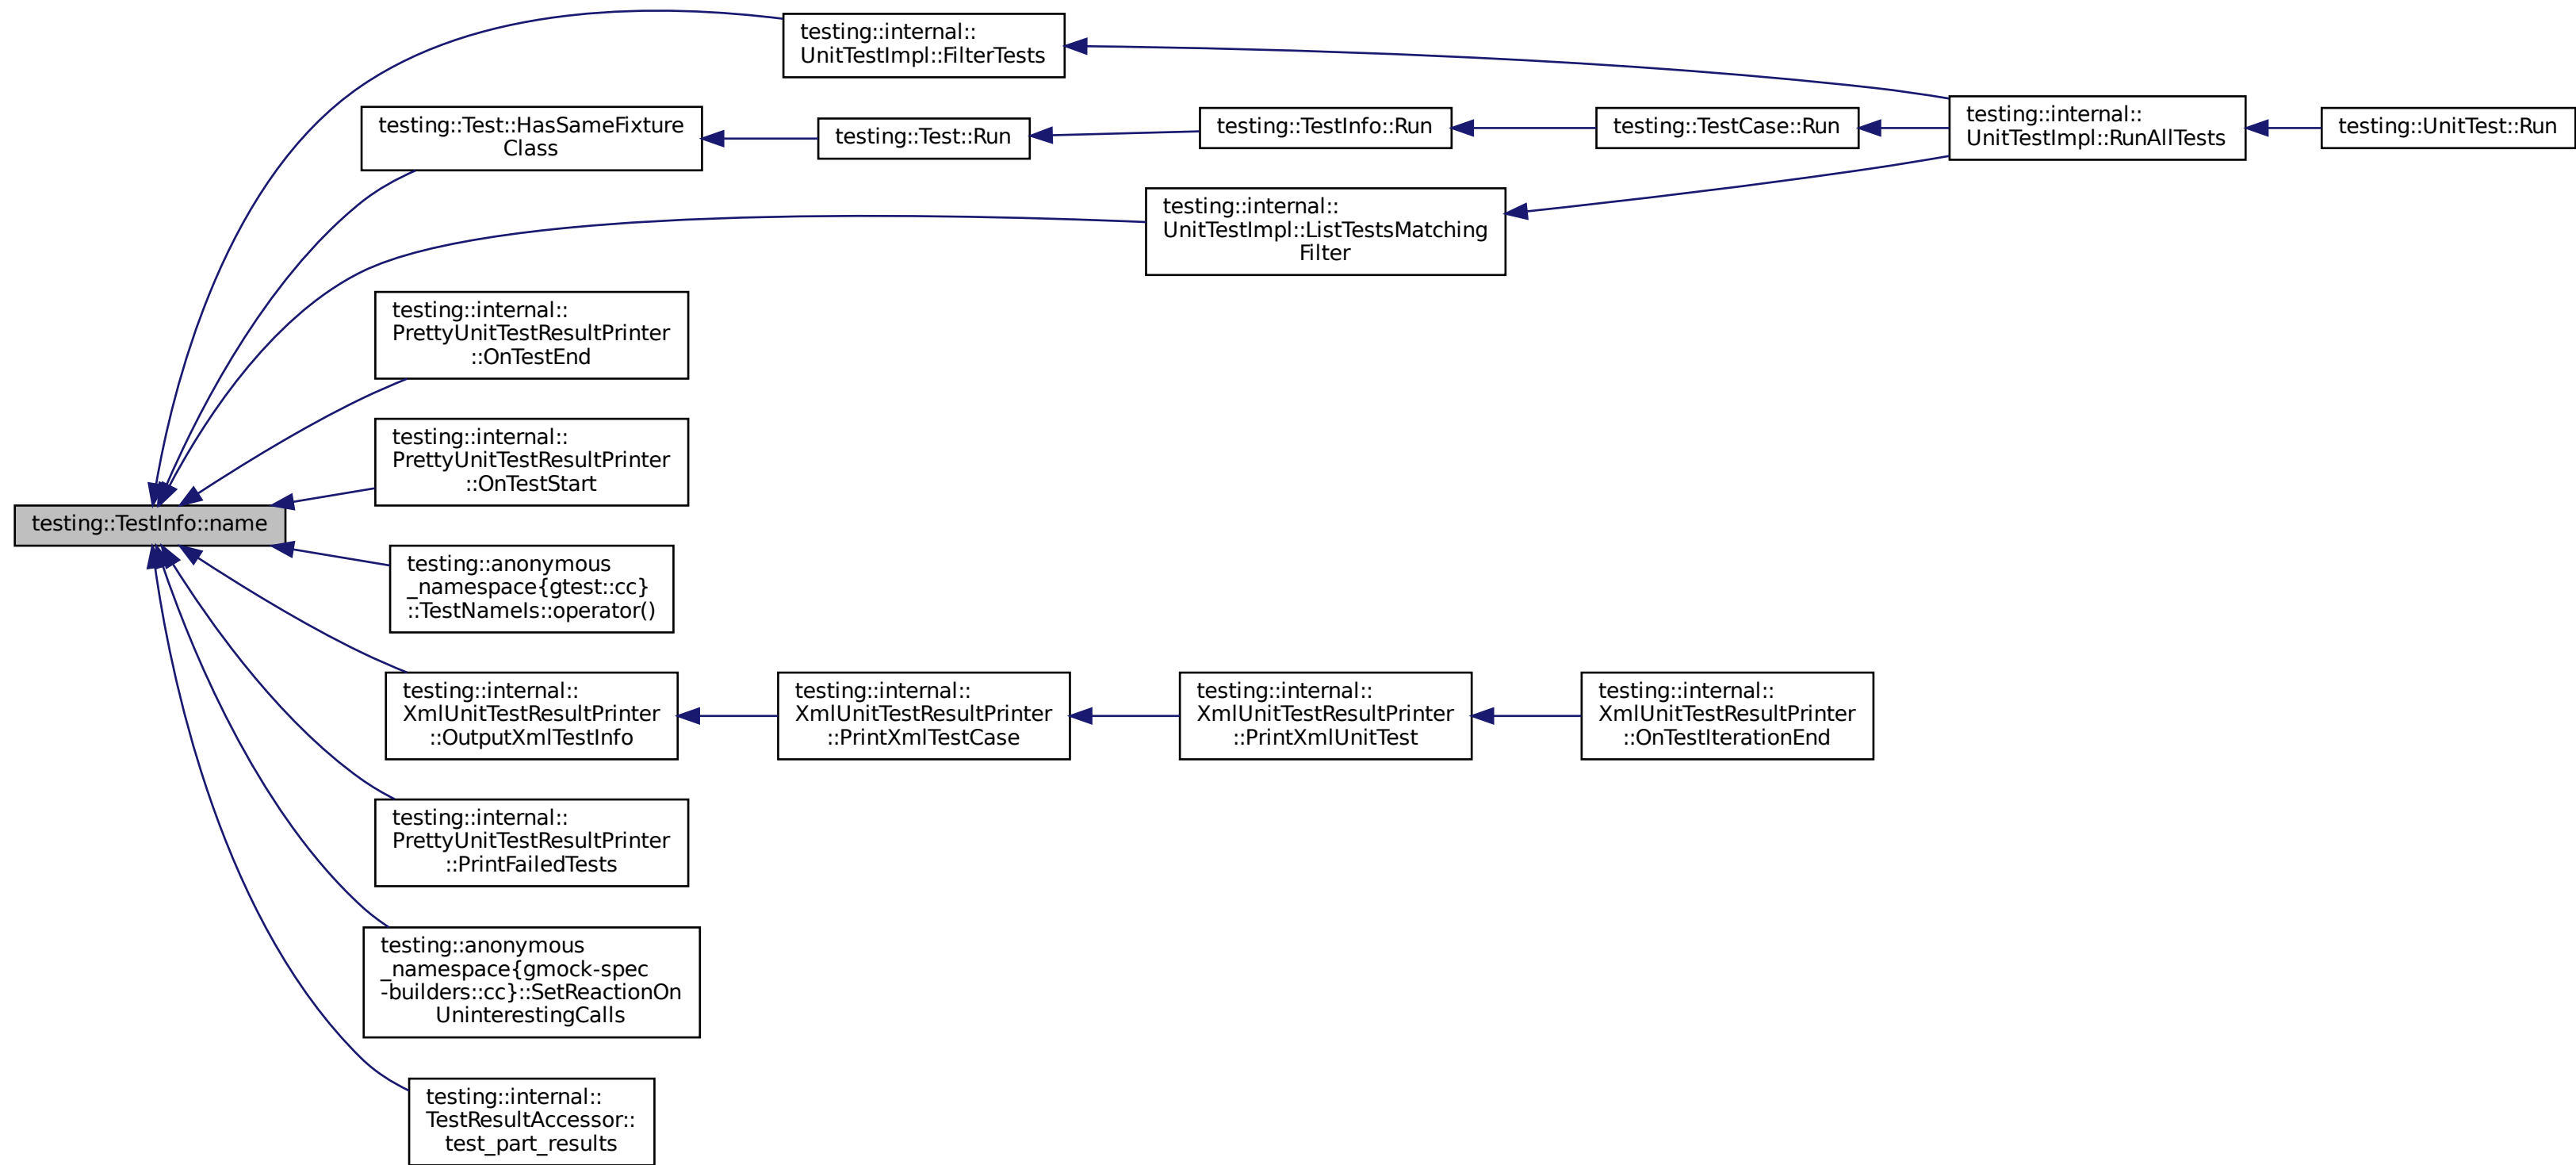 testing::internal::
UnitTestImpl::FilterTests
testing::Test::HasSameFixture
Class
testing::Test::Run
testing::TestInfo::Run
testing::TestCase::Run
testing::internal::
UnitTestImpl::RunAllTests
testing::UnitTest::Run
testing::internal::
UnitTestImpl::ListTestsMatching
Filter
testing::internal::
PrettyUnitTestResultPrinter
::OnTestEnd
testing::internal::
PrettyUnitTestResultPrinter
::OnTestStart
testing::TestInfo::name
testing::anonymous
_namespace{gtest::cc}
::TestNameIs::operator()
testing::internal::
XmlUnitTestResultPrinter
::OutputXmlTestInfo
testing::internal::
XmlUnitTestResultPrinter
::PrintXmlTestCase
testing::internal::
XmlUnitTestResultPrinter
::PrintXmlUnitTest
testing::internal::
XmlUnitTestResultPrinter
::OnTestIterationEnd
testing::internal::
PrettyUnitTestResultPrinter
::PrintFailedTests
testing::anonymous
_namespace{gmock-spec
-builders::cc}::SetReactionOn
UninterestingCalls
testing::internal::
TestResultAccessor::
test_part_results